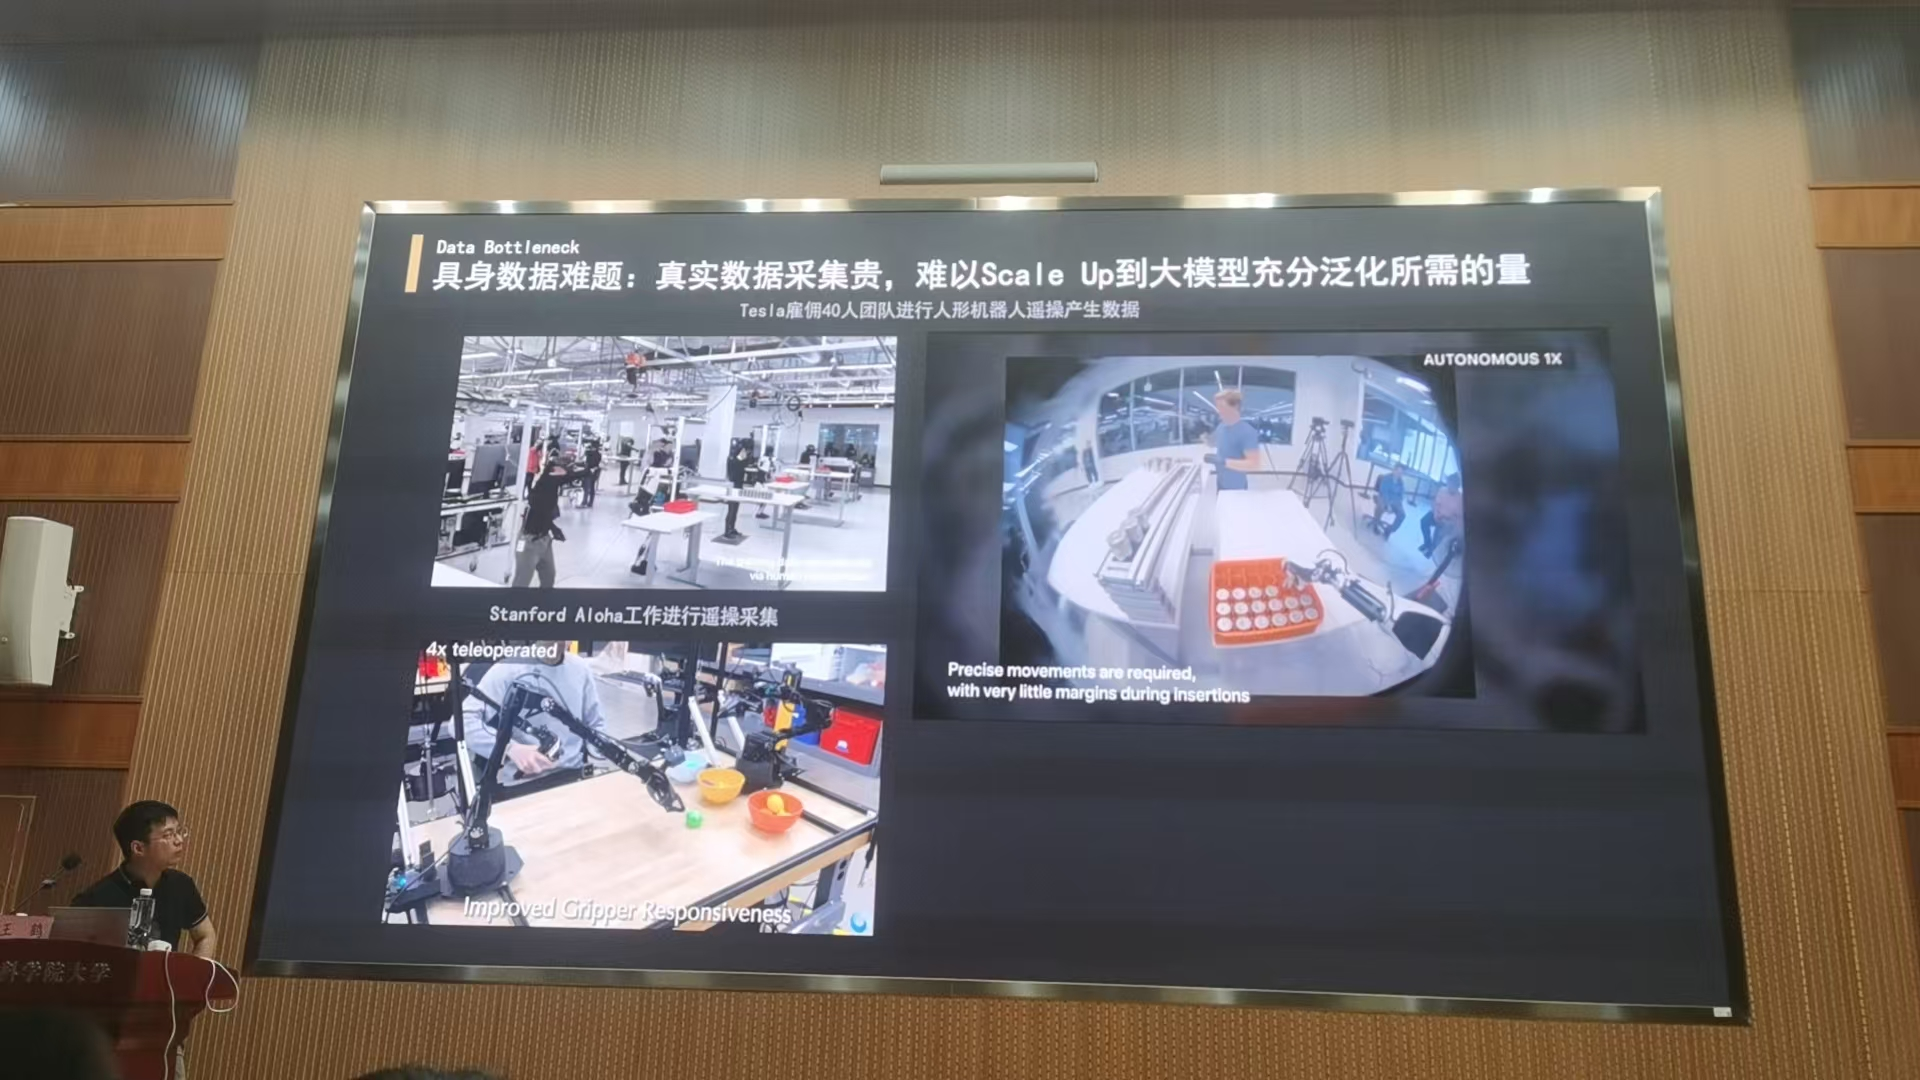 Data Bottleneck
具身数据难题：真实数据采集贵，难以Scale Up到大模型充分泛化所需的量
Tesla雇佣40人团队进行人形机器人遥操产生数据
AUTONOMOUS 1X
via human
Precise movements are required,
with very little margins during insertions
Stanford Aloha工作进行遥操采集
4x teleoperated
Improved Gripper Responsiveness
王 鹤
科学院大学